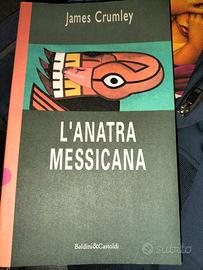 James Crumley
L'ANATRA
MESSICANA
Baldini&Castoldi
subito